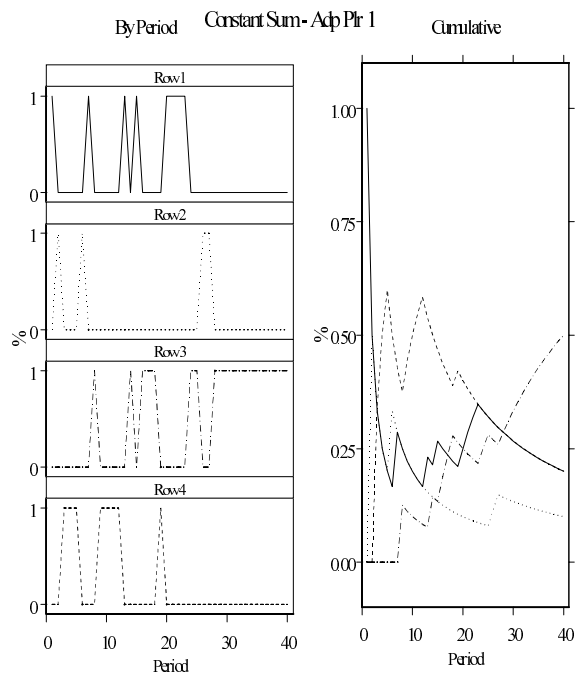 Constant Sum - Adp Plr 1
By Period
Cumulative
Row1
1
0
Row2
1
0
Row3
1
0
Row4
1
0
%
0 10 20 30 40
Period
1.00
0.75
0.50
0.25
0.00
%
0 10 20 30 40
Period